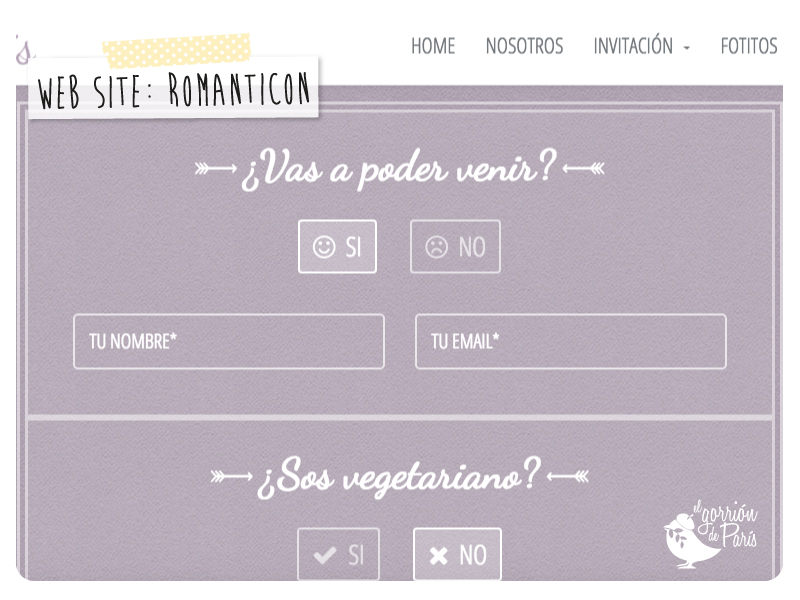 's
HOME NOSOTROS INVITACIÓN FOTITOS
WEB SITE: ROMANTICON
¿Vas a poder venir?
SI NO
TU NOMBRE* TU EMAIL*
¿Sos vegetariano?
SI NO
el gorrión de París